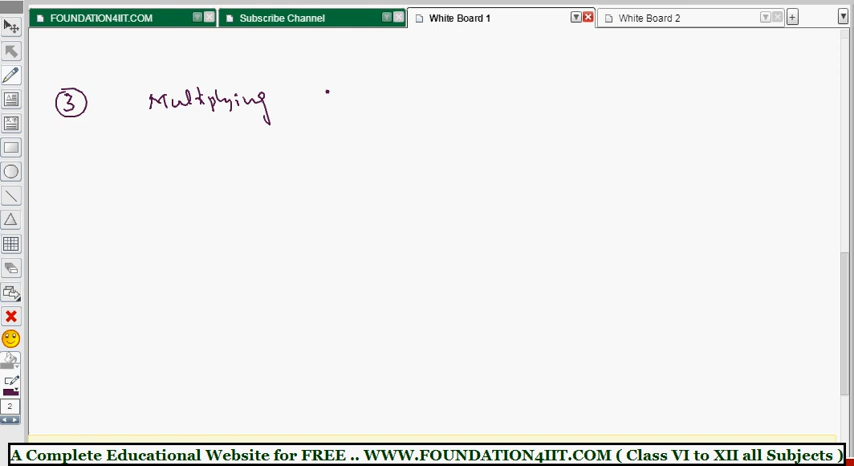 FOUNDATION4IIT.COM Subscribe Channel White Board 1 White Board 2
③ Multiplying
2
A Complete Educational Website for FREE .. WWW.FOUNDATION4IIT.COM ( Class VI to XII all Subjects )